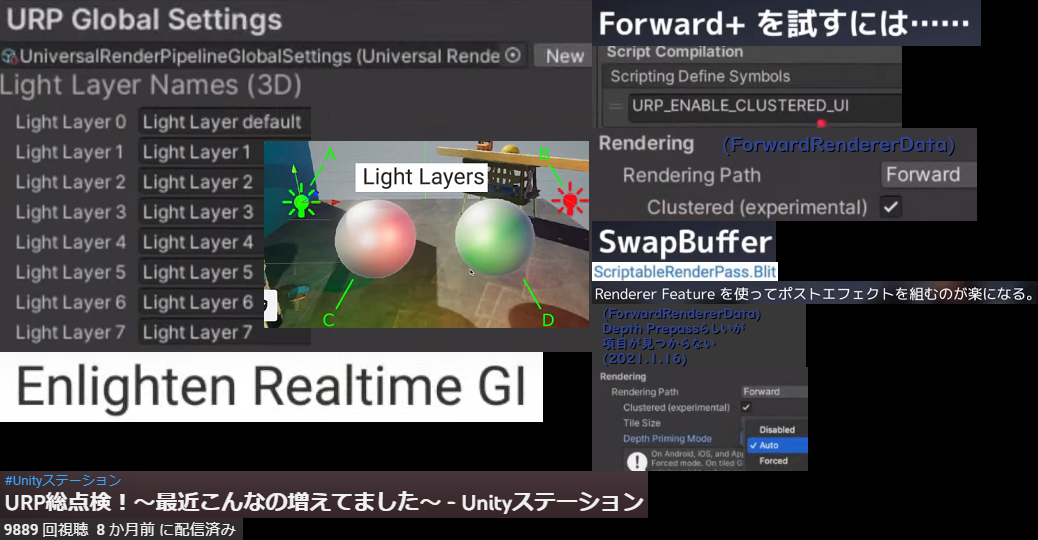 URP Global Settings
UniversalRenderPipelineGlobalSettings (Universal Rende
New
Light Layer Names (3D)
Light Layer 0 Light Layer default
Light Layer 1 Light Layer 1
Light Layer 2 Light Layer 2
Light Layer 3 Light Layer 3
Light Layer 4 Light Layer 4
Light Layer 5 Light Layer 5
Light Layer 6 Light Layer 6
Light Layer 7 Light Layer 7
A
B
Light Layers
C
D
Enlighten Realtime GI
Forward+ を試すには……
Script Compilation
Scripting Define Symbols
URP_ENABLE_CLUSTERED_UI
Rendering (ForwardRendererData)
Rendering Path Forward
Clustered (experimental)
SwapBuffer
ScriptableRenderPass.Blit
Renderer Feature を使ってポストエフェクトを組むのが楽になる。
(ForwardRendererData)
Depth Prepassらしいが
項目が見つからない
(2021.1.16)
Rendering
Rendering Path Forward
Clustered (experimental)
Tile Size
Disabled
Depth Priming Mode
Auto
Forced
On Android, iOS, and App
Forced mode. On tiled G
#Unityステーション
URP総点検！～最近こんなの増えてました～ - Unityステーション
9889 回視聴 8 か月前 に配信済み